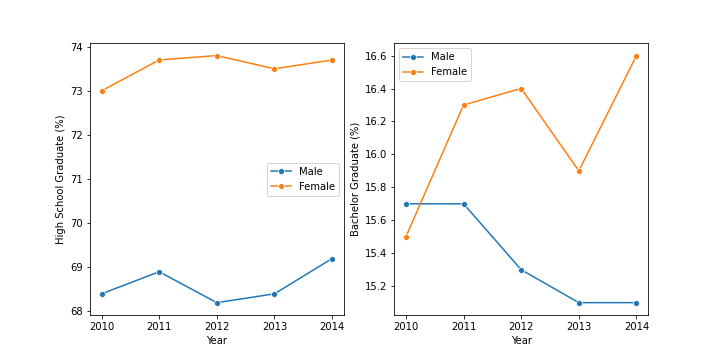 High School Graduate (%)
74
73
72
71
70
69
68
Male
Female
2010 2011 2012 2013 2014
Year
Bachelor Graduate (%)
16.6
16.4
16.2
16.0
15.8
15.6
15.4
15.2
Male
Female
2010 2011 2012 2013 2014
Year